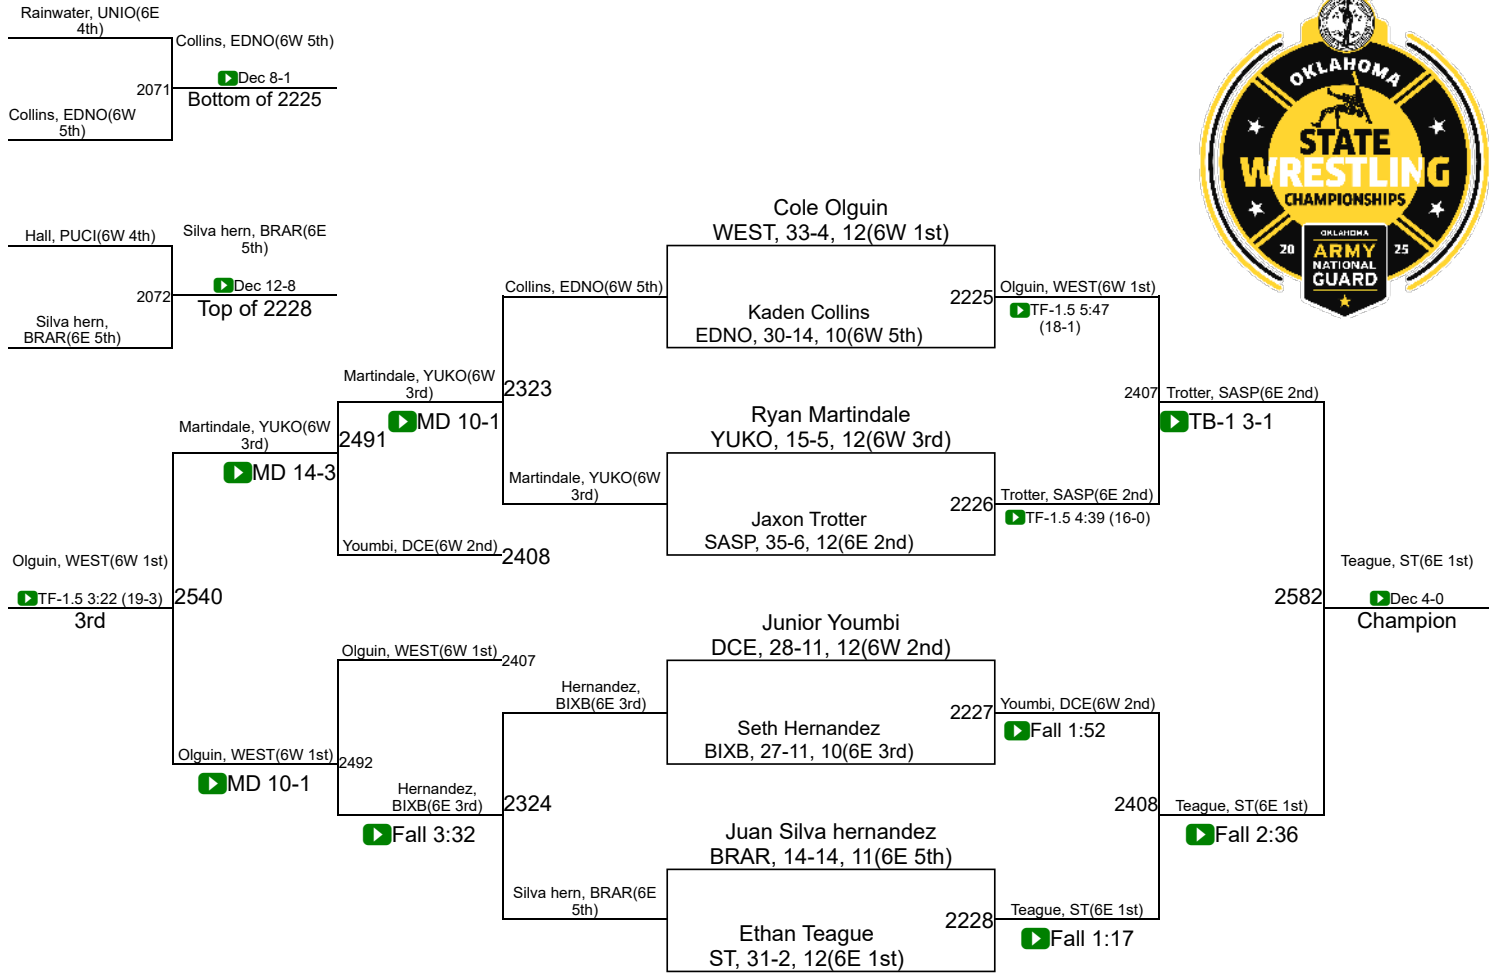 Rainwater, UNIO(6E
4th)
Collins, EDNO(6W 5th)
Dec 8-1
2071
Bottom of 2225
Collins, EDNO(6W
5th)
Hall, PUCI(6W 4th)
Silva hern, BRAR(6E
5th)
Dec 12-8
2072
Top of 2228
Silva hern,
BRAR(6E 5th)
OKLAHOMA
STATE
WRESTLING
CHAMPIONSHIPS
20
25
OKLAHOMA
ARMY
NATIONAL
GUARD
Cole Olguin
WEST, 33-4, 12(6W 1st)
Collins, EDNO(6W 5th)
2225
Olguin, WEST(6W 1st)
TF-1.5 5:47
(18-1)
Kaden Collins
EDNO, 30-14, 10(6W 5th)
Martindale, YUKO(6W
3rd)
2323
MD 10-1
2407
Trotter, SASP(6E 2nd)
TB-1 3-1
Ryan Martindale
YUKO, 15-5, 12(6W 3rd)
Martindale, YUKO(6W
3rd)
2491
MD 14-3
Martindale, YUKO(6W
3rd)
2226
Trotter, SASP(6E 2nd)
TF-1.5 4:39 (16-0)
Jaxon Trotter
SASP, 35-6, 12(6E 2nd)
Youmbi, DCE(6W 2nd)
2408
Olguin, WEST(6W 1st)
TF-1.5 3:22 (19-3)
3rd
2540
2582
Teague, ST(6E 1st)
Dec 4-0
Champion
Junior Youmbi
DCE, 28-11, 12(6W 2nd)
Olguin, WEST(6W 1st)
2407
Hernandez,
BIXB(6E 3rd)
2227
Youmbi, DCE(6W 2nd)
Fall 1:52
Seth Hernandez
BIXB, 27-11, 10(6E 3rd)
Olguin, WEST(6W 1st)
2492
MD 10-1
Hernandez,
BIXB(6E 3rd)
2324
Fall 3:32
2408
Teague, ST(6E 1st)
Fall 2:36
Juan Silva hernandez
BRAR, 14-14, 11(6E 5th)
Silva hern, BRAR(6E
5th)
2228
Teague, ST(6E 1st)
Fall 1:17
Ethan Teague
ST, 31-2, 12(6E 1st)